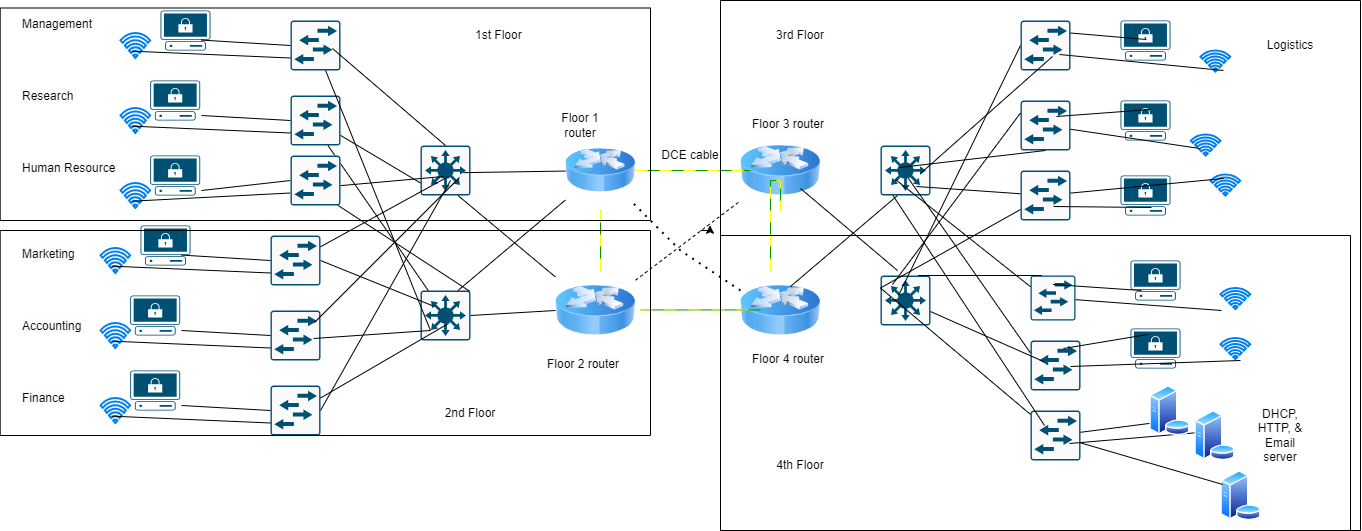 Management
1st Floor
3rd Floor
Logistics
Research
Floor 1
router
Floor 3 router
DCE cable
Human Resource
Marketing
Accounting
Floor 2 router
Floor 4 router
Finance
2nd Floor
DHCP,
HTTP, &
Email
server
4th Floor